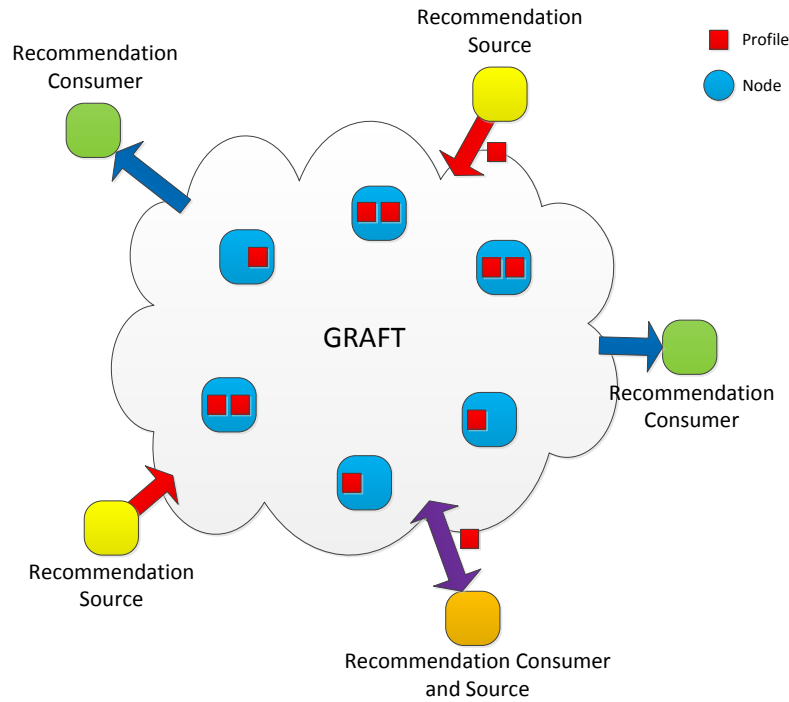 Recommendation
Source
Profile
Node
Recommendation
Consumer
GRAFT
Recommendation
Consumer
Recommendation
Source
Recommendation Consumer
and Source